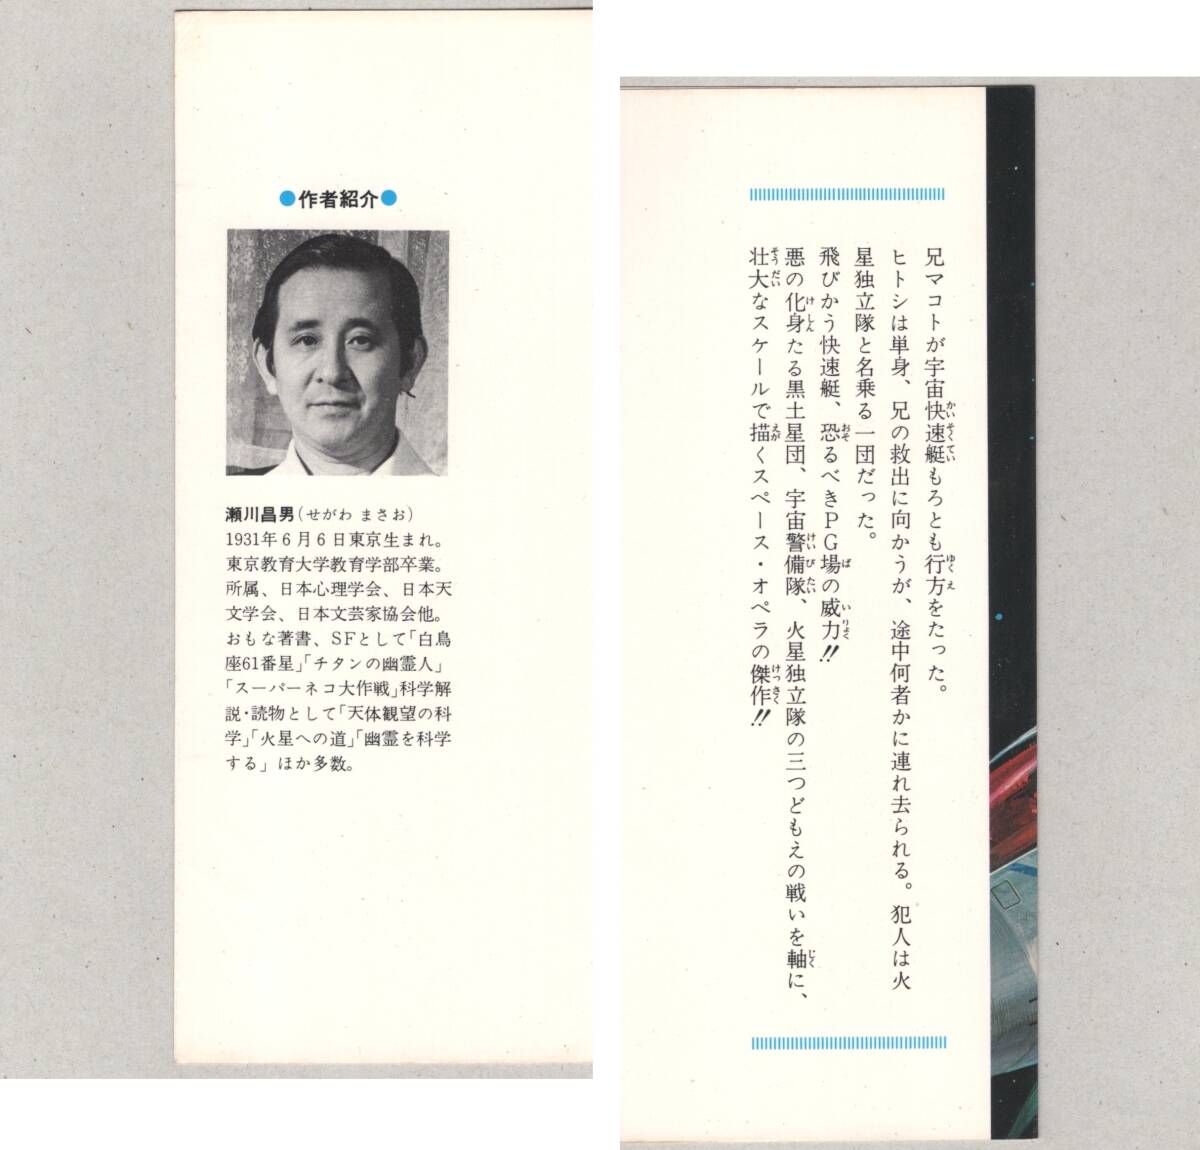 ●作者紹介●
瀬川昌男(せがわ まさお)
1931年6月6日東京生まれ。
東京教育大学教育学部卒業。
所属、日本心理学会、日本天
文学会、日本文芸家協会他。
おもな著書、SFとして「白鳥
座61番星」「チタンの幽霊人」
「スーパーネコ大作戦」科学解
説・読物として「天体観望の科
学」「火星への道」「幽霊を科学
する」ほか多数。
兄マコトが宇宙快速艇もろとも行方をたった。
ヒトシは単身、兄の救出に向かうが、途中何者かに連れ去られる。犯人は火
星独立隊と名乗る一団だった。
飛びかう快速艇、恐るべきPG場の威力!!
悪の化身たる黒土星団、宇宙警備隊、火星独立隊の三つどもえの戦いを軸に、
壮大なスケールで描くスペース・オペラの傑作!!